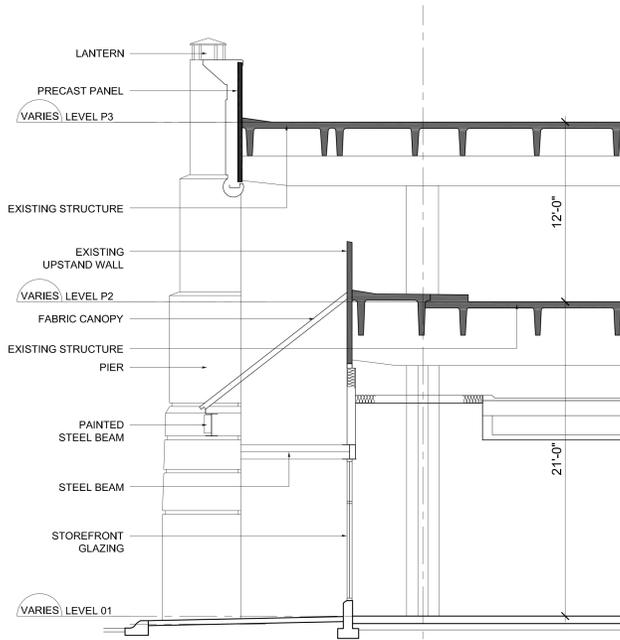 LANTERN
PRECAST PANEL
VARIES LEVEL P3
EXISTING STRUCTURE
12'-0"
EXISTING
UPSTAND WALL
VARIES LEVEL P2
FABRIC CANOPY
EXISTING STRUCTURE
PIER
PAINTED
STEEL BEAM
21'-0"
STEEL BEAM
STOREFRONT
GLAZING
VARIES LEVEL 01